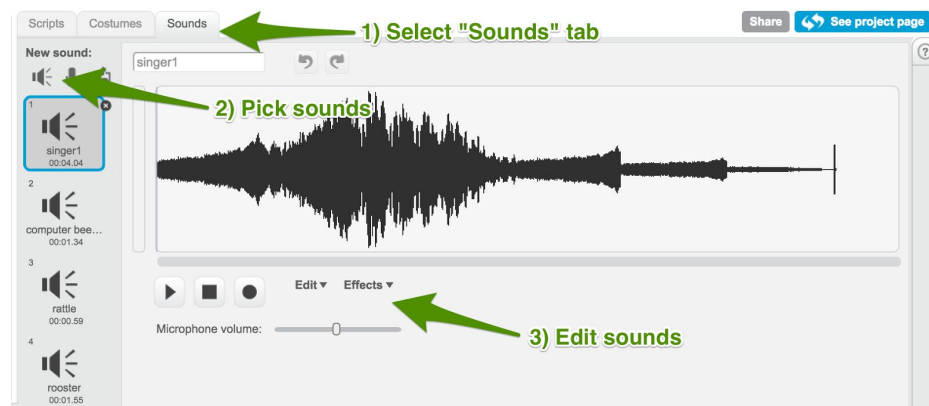 Scripts Costumes Sounds
1) Select "Sounds" tab
Share See project page
?
New sound:
singer1
2) Pick sounds
1
singer1
00:04.04
2
computer bee...
00:01.34
3
rattle
00:00.59
4
rooster
00:01.55
Edit Effects
Microphone volume:
3) Edit sounds